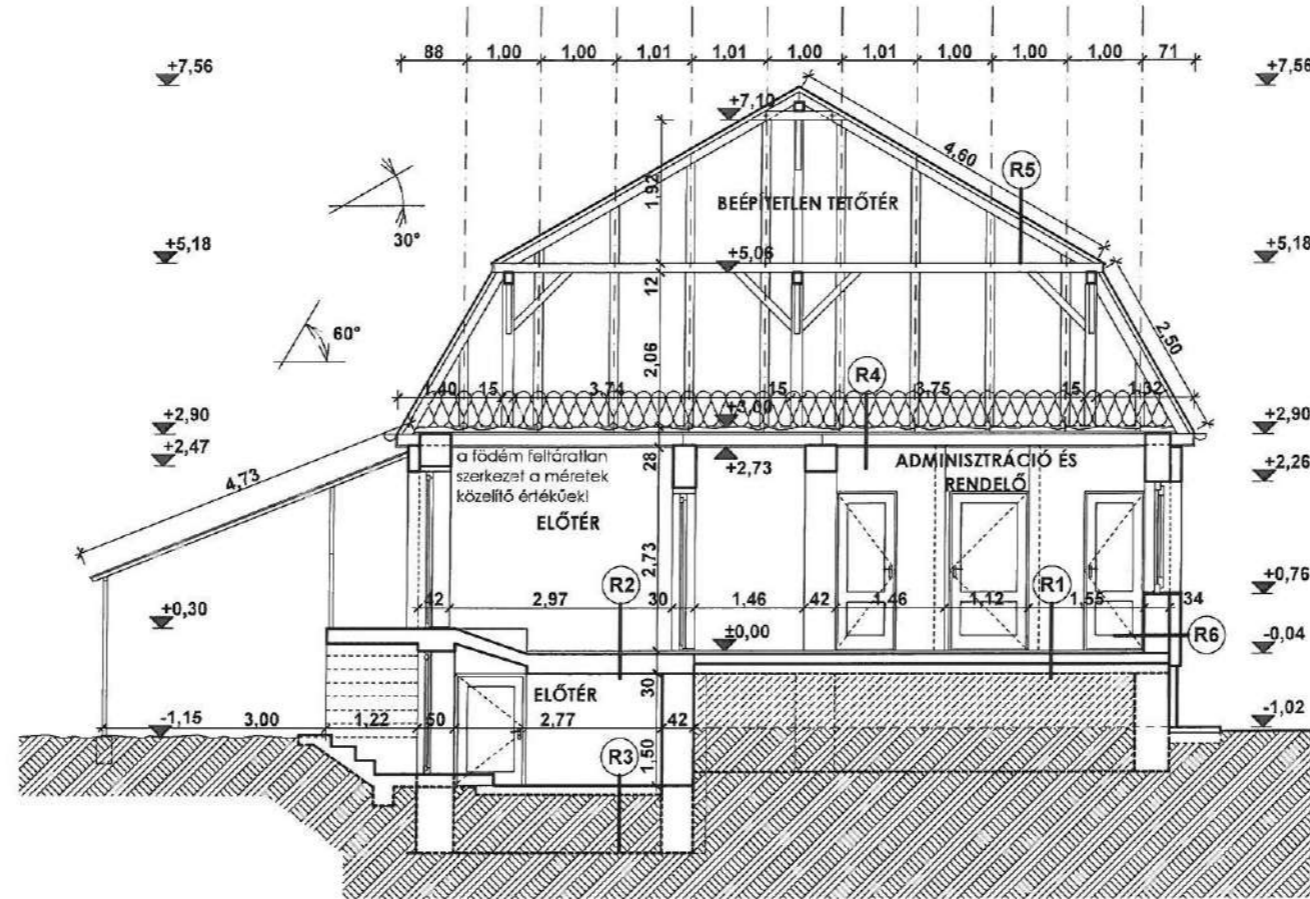 88 1,00 1,00 1,01 1,01 1,00 1,01 1,00 1,00 1,00 71
+7,56 +7,56
+7,10
4,60
R5
1,92
BEÉPÍTETLEN TETŐTÉR
30°
+5,18 +5,06 +5,18
12
60°
2,06
2,50
R4
1,40 15 3,74 15 3,75 15 1,32
+2,90 +3,00 +2,90
+2,47
a födém feltáratlan
szerkezet a méretek
közelítő értékűek!
28
+2,73
ADMINISZTRÁCIÓ ÉS
RENDELŐ
+2,26
4,73
ELŐTÉR
2,73
R2 R1
+0,76
42 2,97 30 1,46 42 1,46 1,12 1,55 34
+0,30
±0,00
R6
-0,04
ELŐTÉR
30
-1,15 3,00 1,22 50 2,77 42
-1,02
R3
1,50